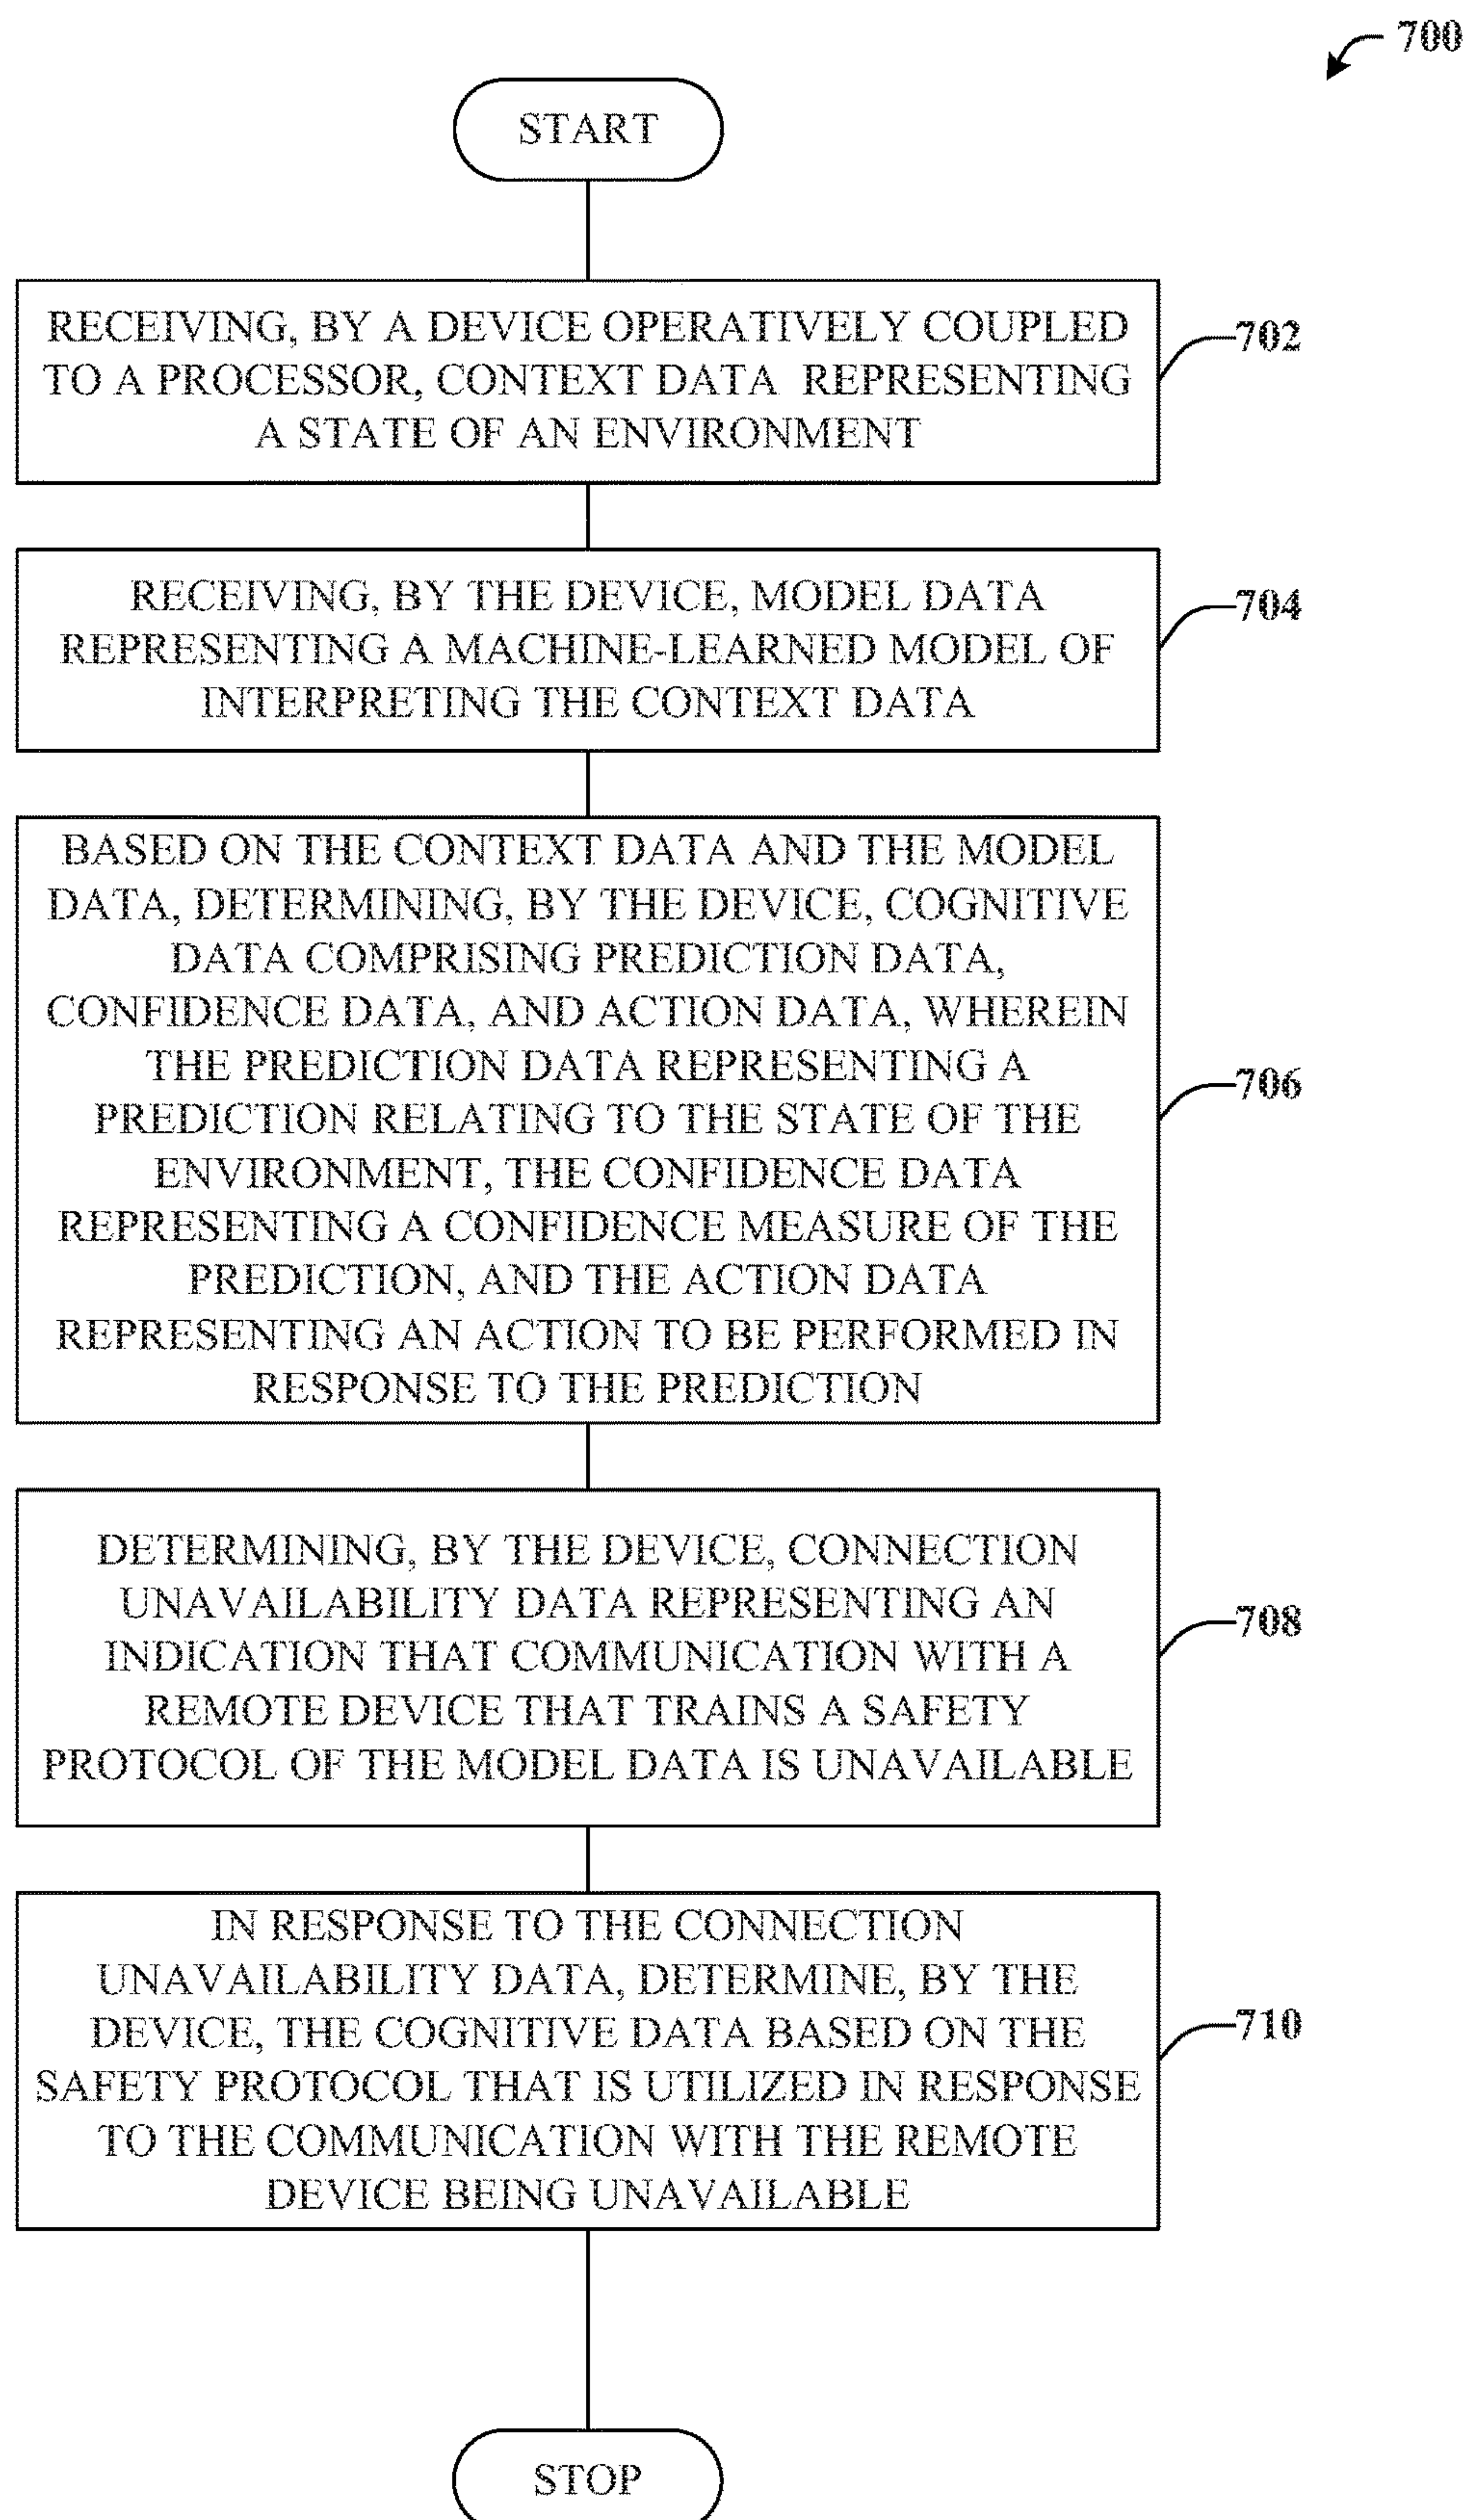 700
START
RECEIVING, BY A DEVICE OPERATIVELY COUPLED
TO A PROCESSOR, CONTEXT DATA REPRESENTING
A STATE OF AN ENVIRONMENT
702
RECEIVING, BY THE DEVICE, MODEL DATA
REPRESENTING A MACHINE-LEARNED MODEL OF
INTERPRETING THE CONTEXT DATA
704
BASED ON THE CONTEXT DATA AND THE MODEL
DATA, DETERMINING, BY THE DEVICE, COGNITIVE
DATA COMPRISING PREDICTION DATA,
CONFIDENCE DATA, AND ACTION DATA, WHEREIN
THE PREDICTION DATA REPRESENTING A
PREDICTION RELATING TO THE STATE OF THE
ENVIRONMENT, THE CONFIDENCE DATA
REPRESENTING A CONFIDENCE MEASURE OF THE
PREDICTION, AND THE ACTION DATA
REPRESENTING AN ACTION TO BE PERFORMED IN
RESPONSE TO THE PREDICTION
706
DETERMINING, BY THE DEVICE, CONNECTION
UNAVAILABILITY DATA REPRESENTING AN
INDICATION THAT COMMUNICATION WITH A
REMOTE DEVICE THAT TRAINS A SAFETY
PROTOCOL OF THE MODEL DATA IS UNAVAILABLE
708
IN RESPONSE TO THE CONNECTION
UNAVAILABILITY DATA, DETERMINE, BY THE
DEVICE, THE COGNITIVE DATA BASED ON THE
SAFETY PROTOCOL THAT IS UTILIZED IN RESPONSE
TO THE COMMUNICATION WITH THE REMOTE
DEVICE BEING UNAVAILABLE
710
STOP